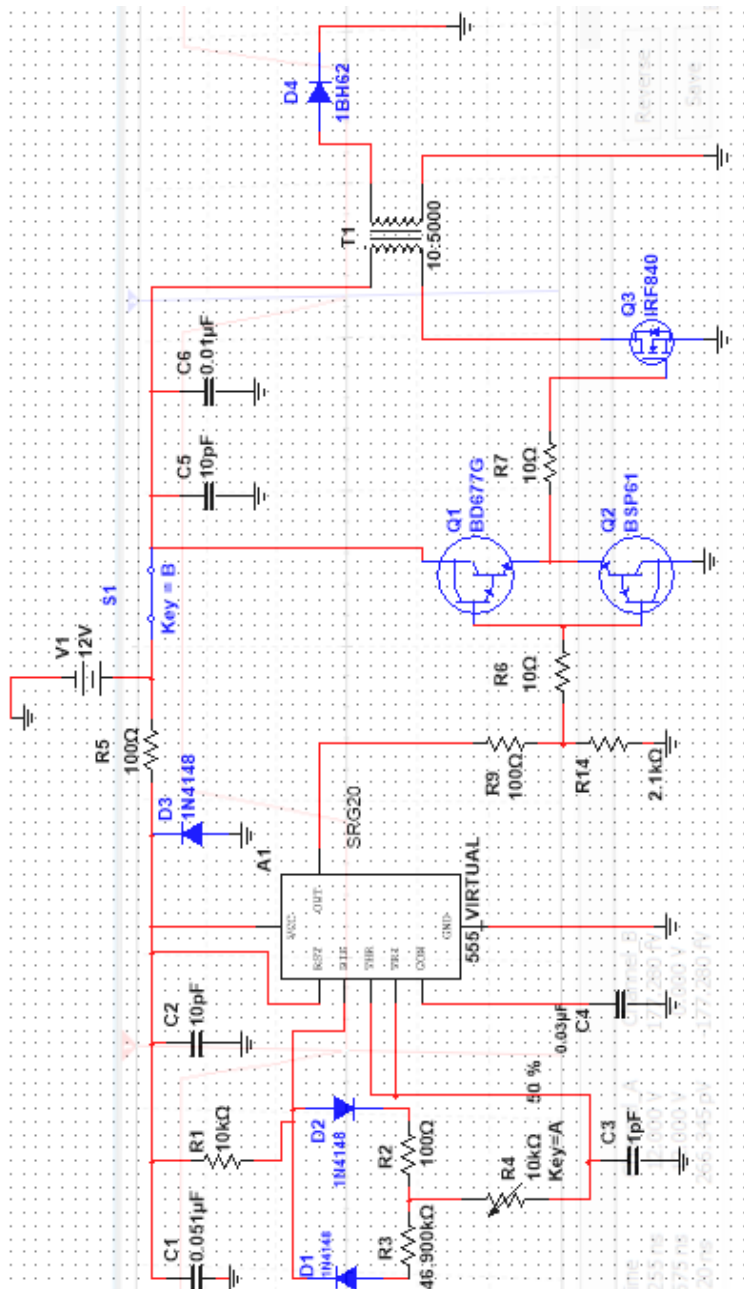 V1
12V
S1
Key = B
R5
100Ω
D3
1N4148
C1
0.051µF
R1
10kΩ
C2
10pF
C5
10pF
C6
0.01µF
T1
10:5000
D4
1BH62
A1
VCC
RST
DIS
THR
TRI
CON
OUT
GND
555_VIRTUAL
SRG20
D1
1N4148
D2
1N4148
R3
46.900kΩ
R2
100Ω
R4
10kΩ
Key=A
50 %
C3
1pF
C4
0.03µF
R9
100Ω
R14
2.1kΩ
R6
10Ω
Q1
BD677G
Q2
BSP61
R7
10Ω
Q3
IRF840
Reverse
Save